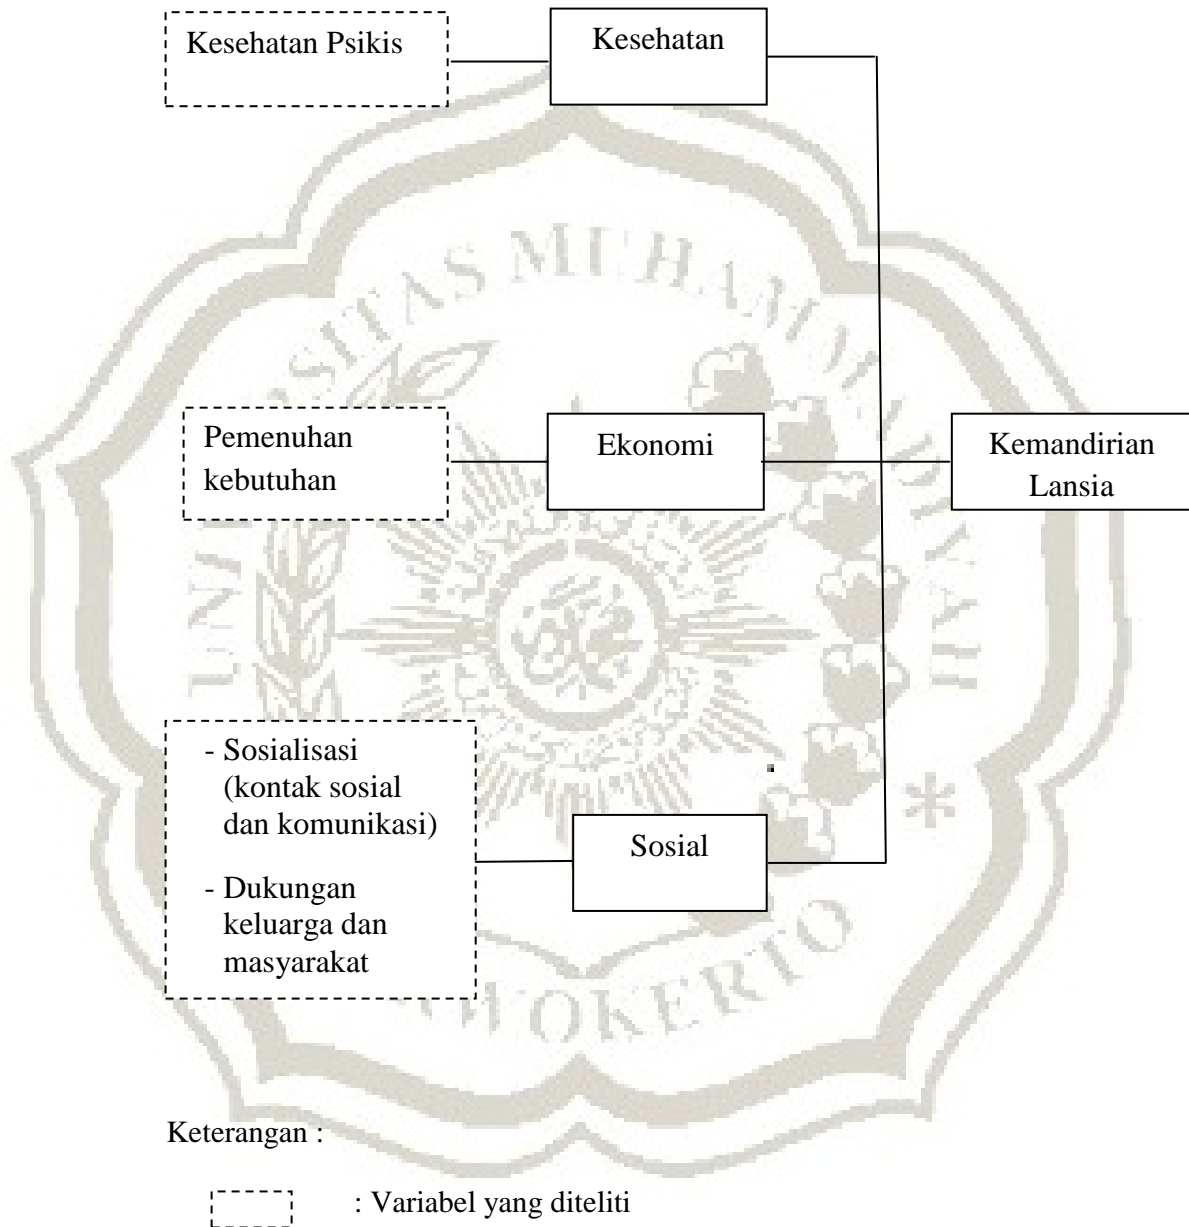 Kesehatan Psikis
Kesehatan
Pemenuhan
kebutuhan
Ekonomi
Kemandirian
Lansia
- Sosialisasi
(kontak sosial
dan komunikasi)
- Dukungan
keluarga dan
masyarakat
Sosial
Keterangan :
: Variabel yang diteliti